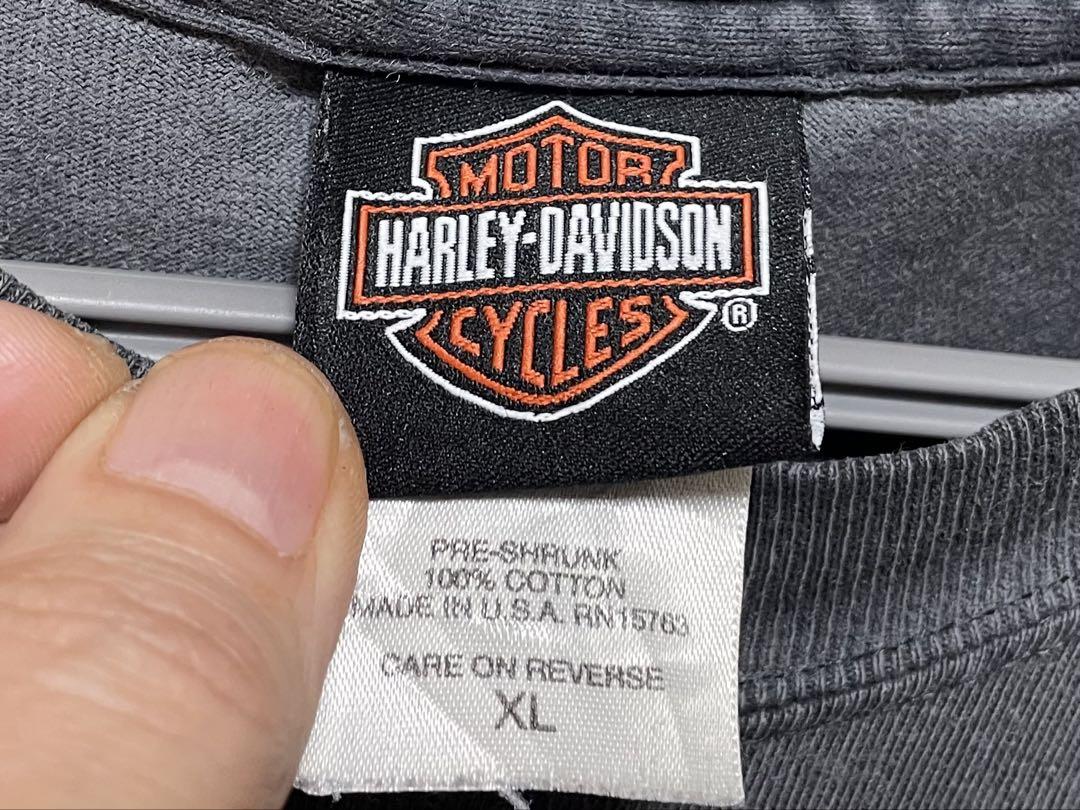 MOTOR
HARLEY-DAVIDSON
CYCLES
®
PRE-SHRUNK
100% COTTON
MADE IN U.S.A. RN15763
CARE ON REVERSE
XL